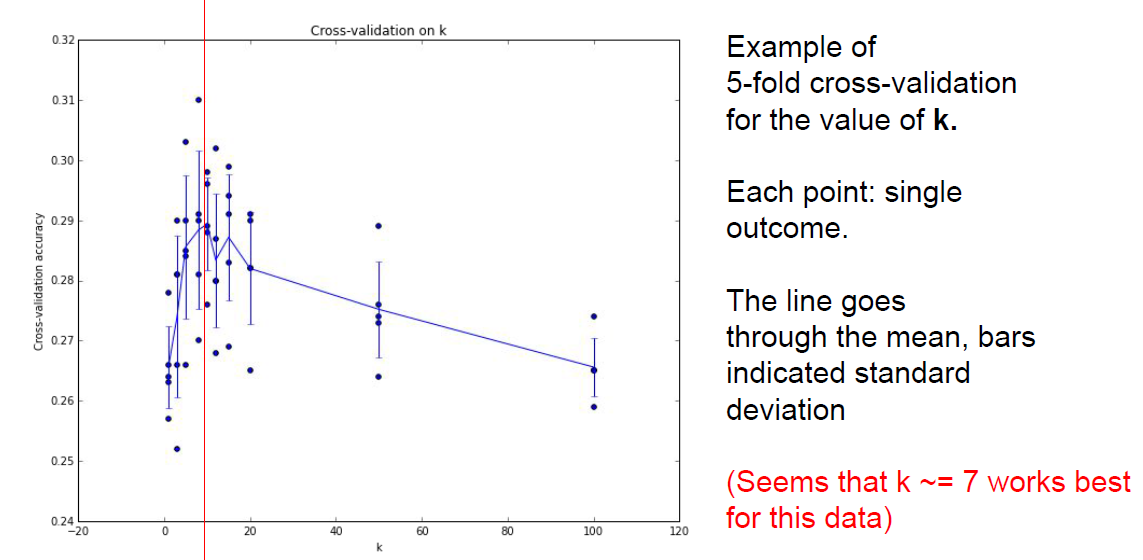 Cross-validation on k
0.32
0.31
0.30
0.29
0.28
0.27
0.26
0.25
0.24
Cross-validation accuracy
−20
0
20
40
60
80
100
120
k
Example of
5-fold cross-validation
for the value of k.
Each point: single
outcome.
The line goes
through the mean, bars
indicated standard
deviation
(Seems that k ~= 7 works best
for this data)